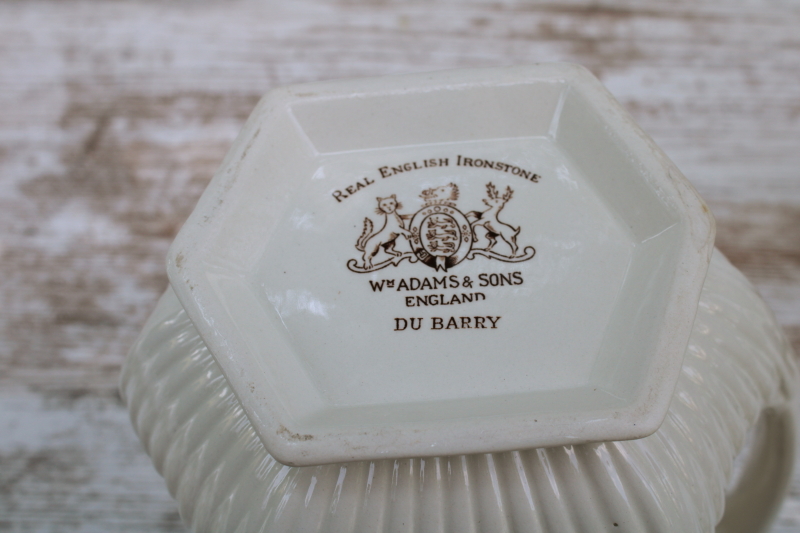 REAL ENGLISH IRONSTONE
Wm ADAMS & SONS
ENGLAND
DU BARRY